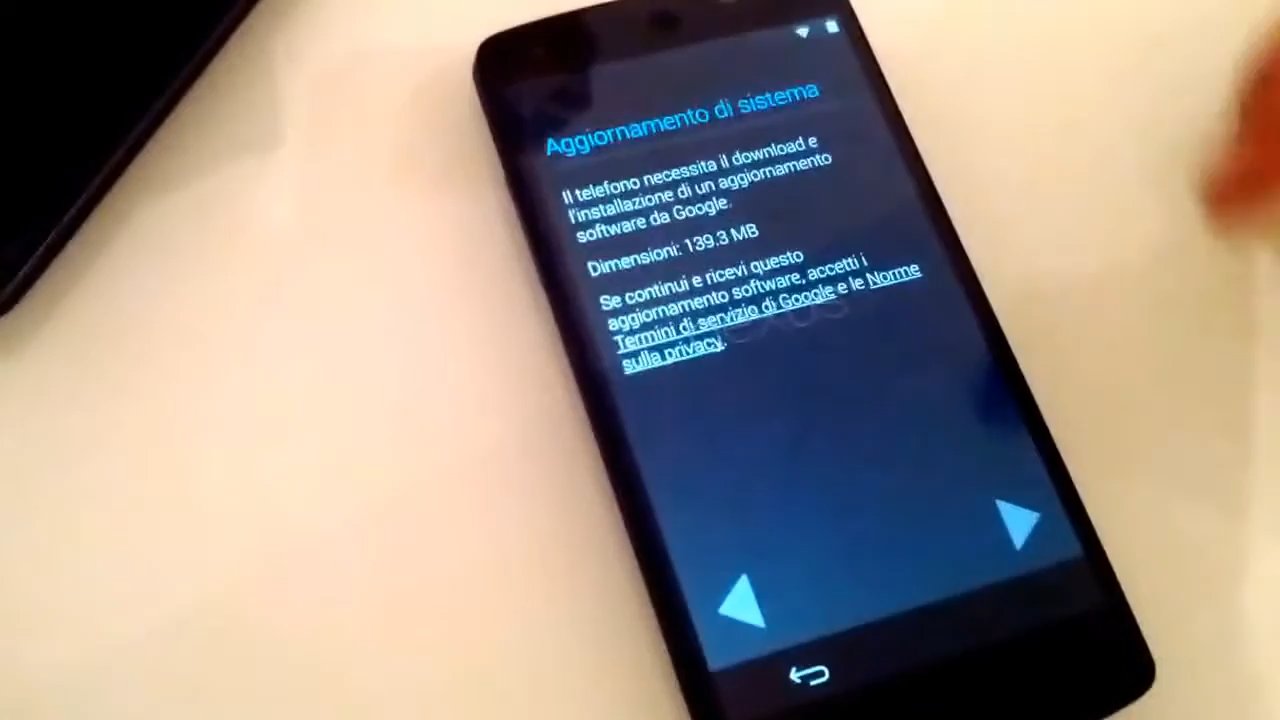 Aggiornamento di sistema
Il telefono necessita il download e
l'installazione di un aggiornamento
software da Google.
Dimensioni: 139.3 MB
Se continui e ricevi questo
aggiornamento software, accetti i
Termini di servizio di Google e le Norme
sulla privacy.